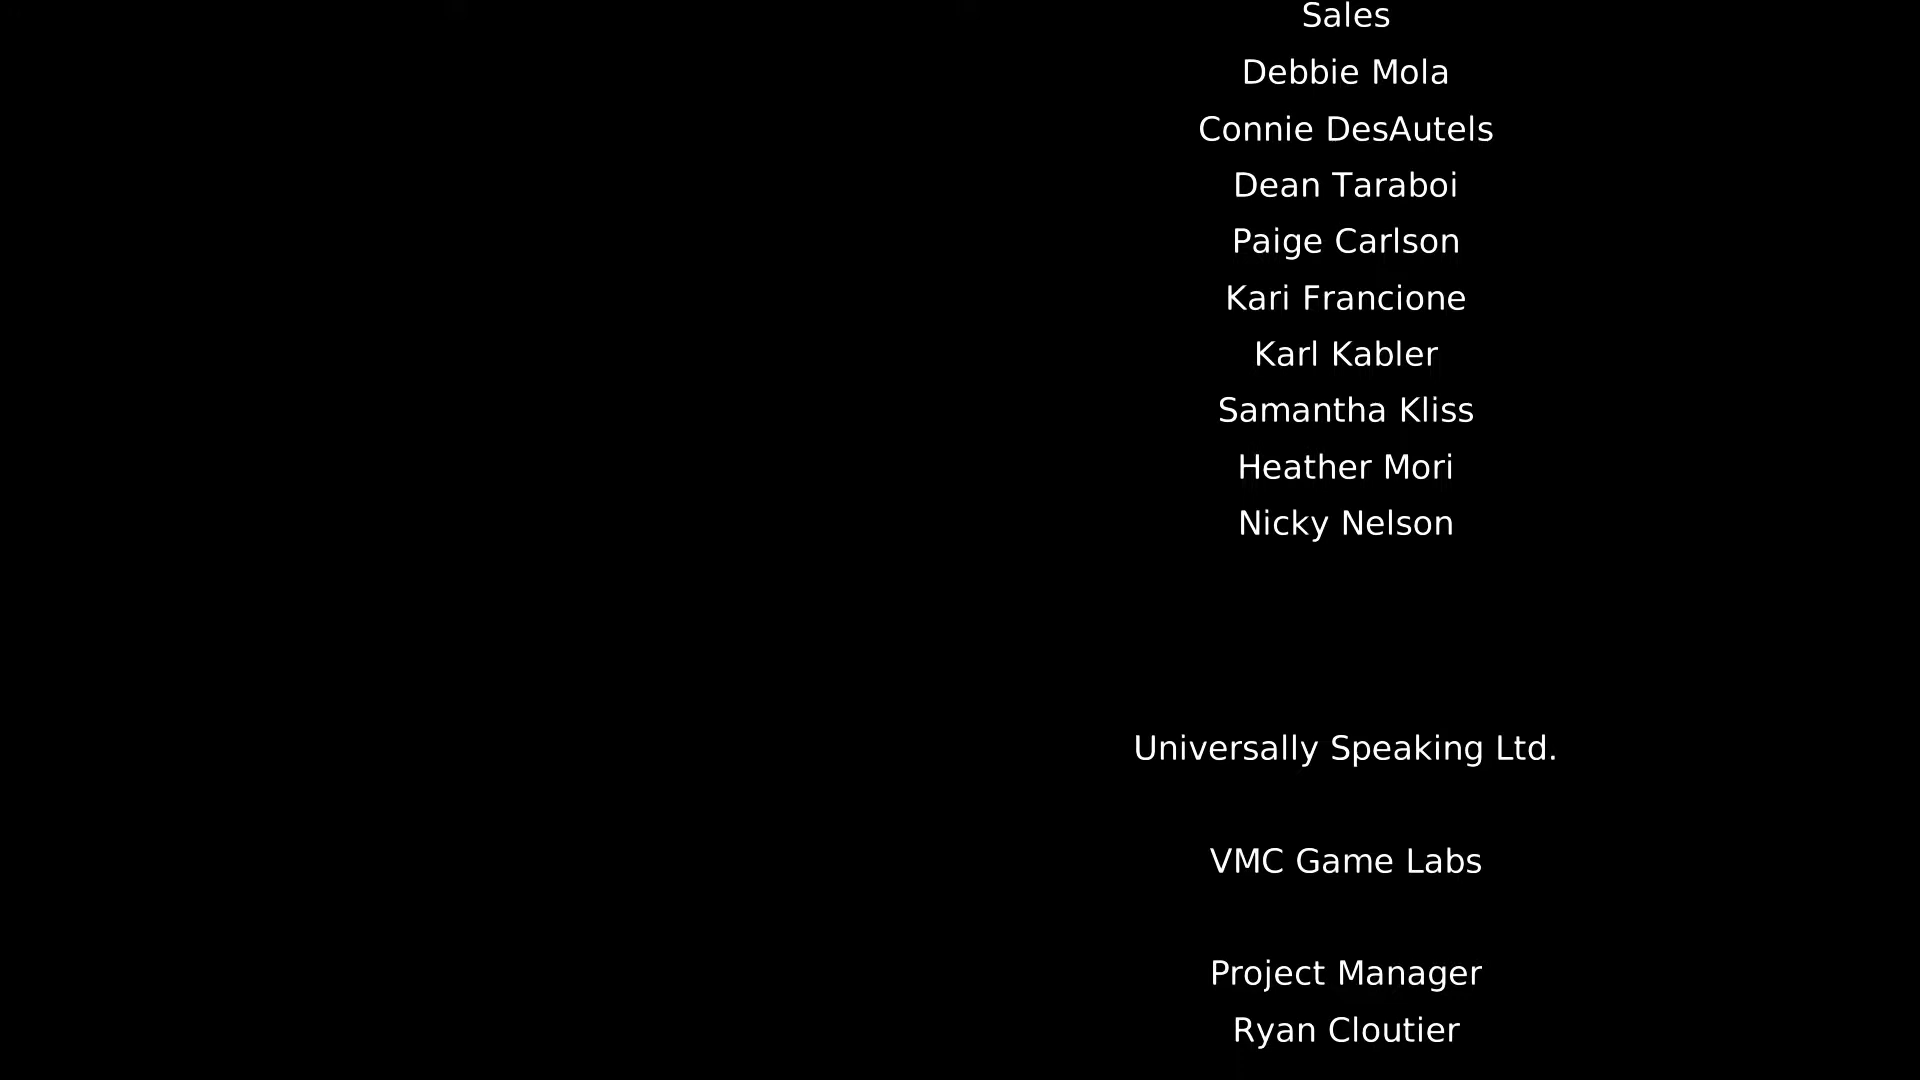 Sales
Debbie Mola
Connie DesAutels
Dean Taraboi
Paige Carlson
Kari Francione
Karl Kabler
Samantha Kliss
Heather Mori
Nicky Nelson
Universally Speaking Ltd.
VMC Game Labs
Project Manager
Ryan Cloutier